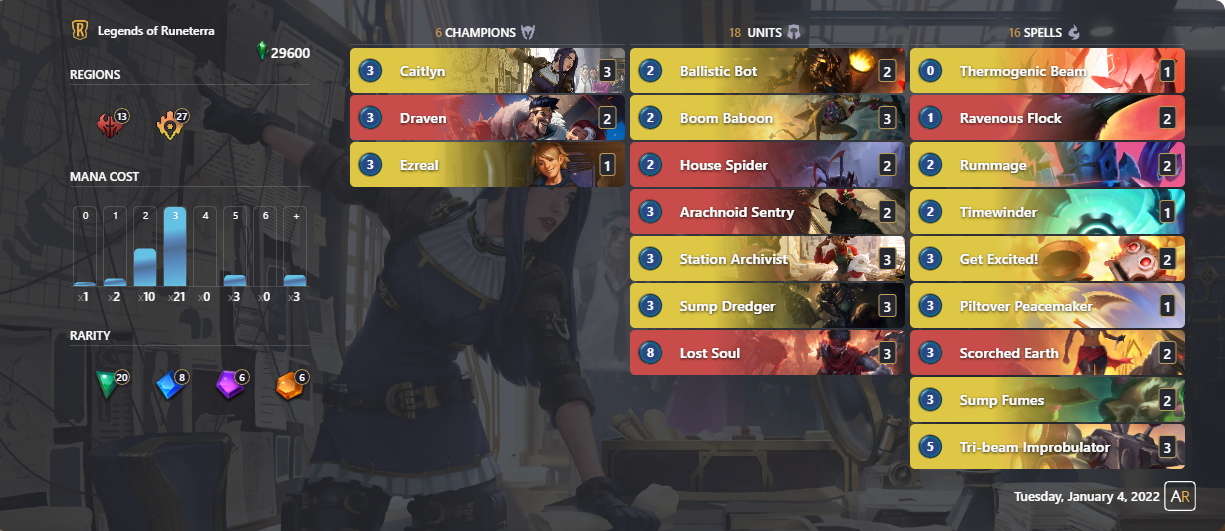 Legends of Runeterra
29600
REGIONS
13
27
MANA COST
0 1 2 3 4 5 6 +
x1 x2 x10 x21 x0 x3 x0 x3
RARITY
20
8
6
6
6 CHAMPIONS
3 Caitlyn 3
3 Draven 2
3 Ezreal 1
18 UNITS
2 Ballistic Bot 2
2 Boom Baboon 3
2 House Spider 2
3 Arachnoid Sentry 2
3 Station Archivist 3
3 Sump Dredger 3
8 Lost Soul 3
16 SPELLS
0 Thermogenic Beam 1
1 Ravenous Flock 2
2 Rummage 2
2 Timewinder 1
3 Get Excited! 2
3 Piltover Peacemaker 1
3 Scorched Earth 2
3 Sump Fumes 2
5 Tri-beam Improbulator 3
Tuesday, January 4, 2022 AR